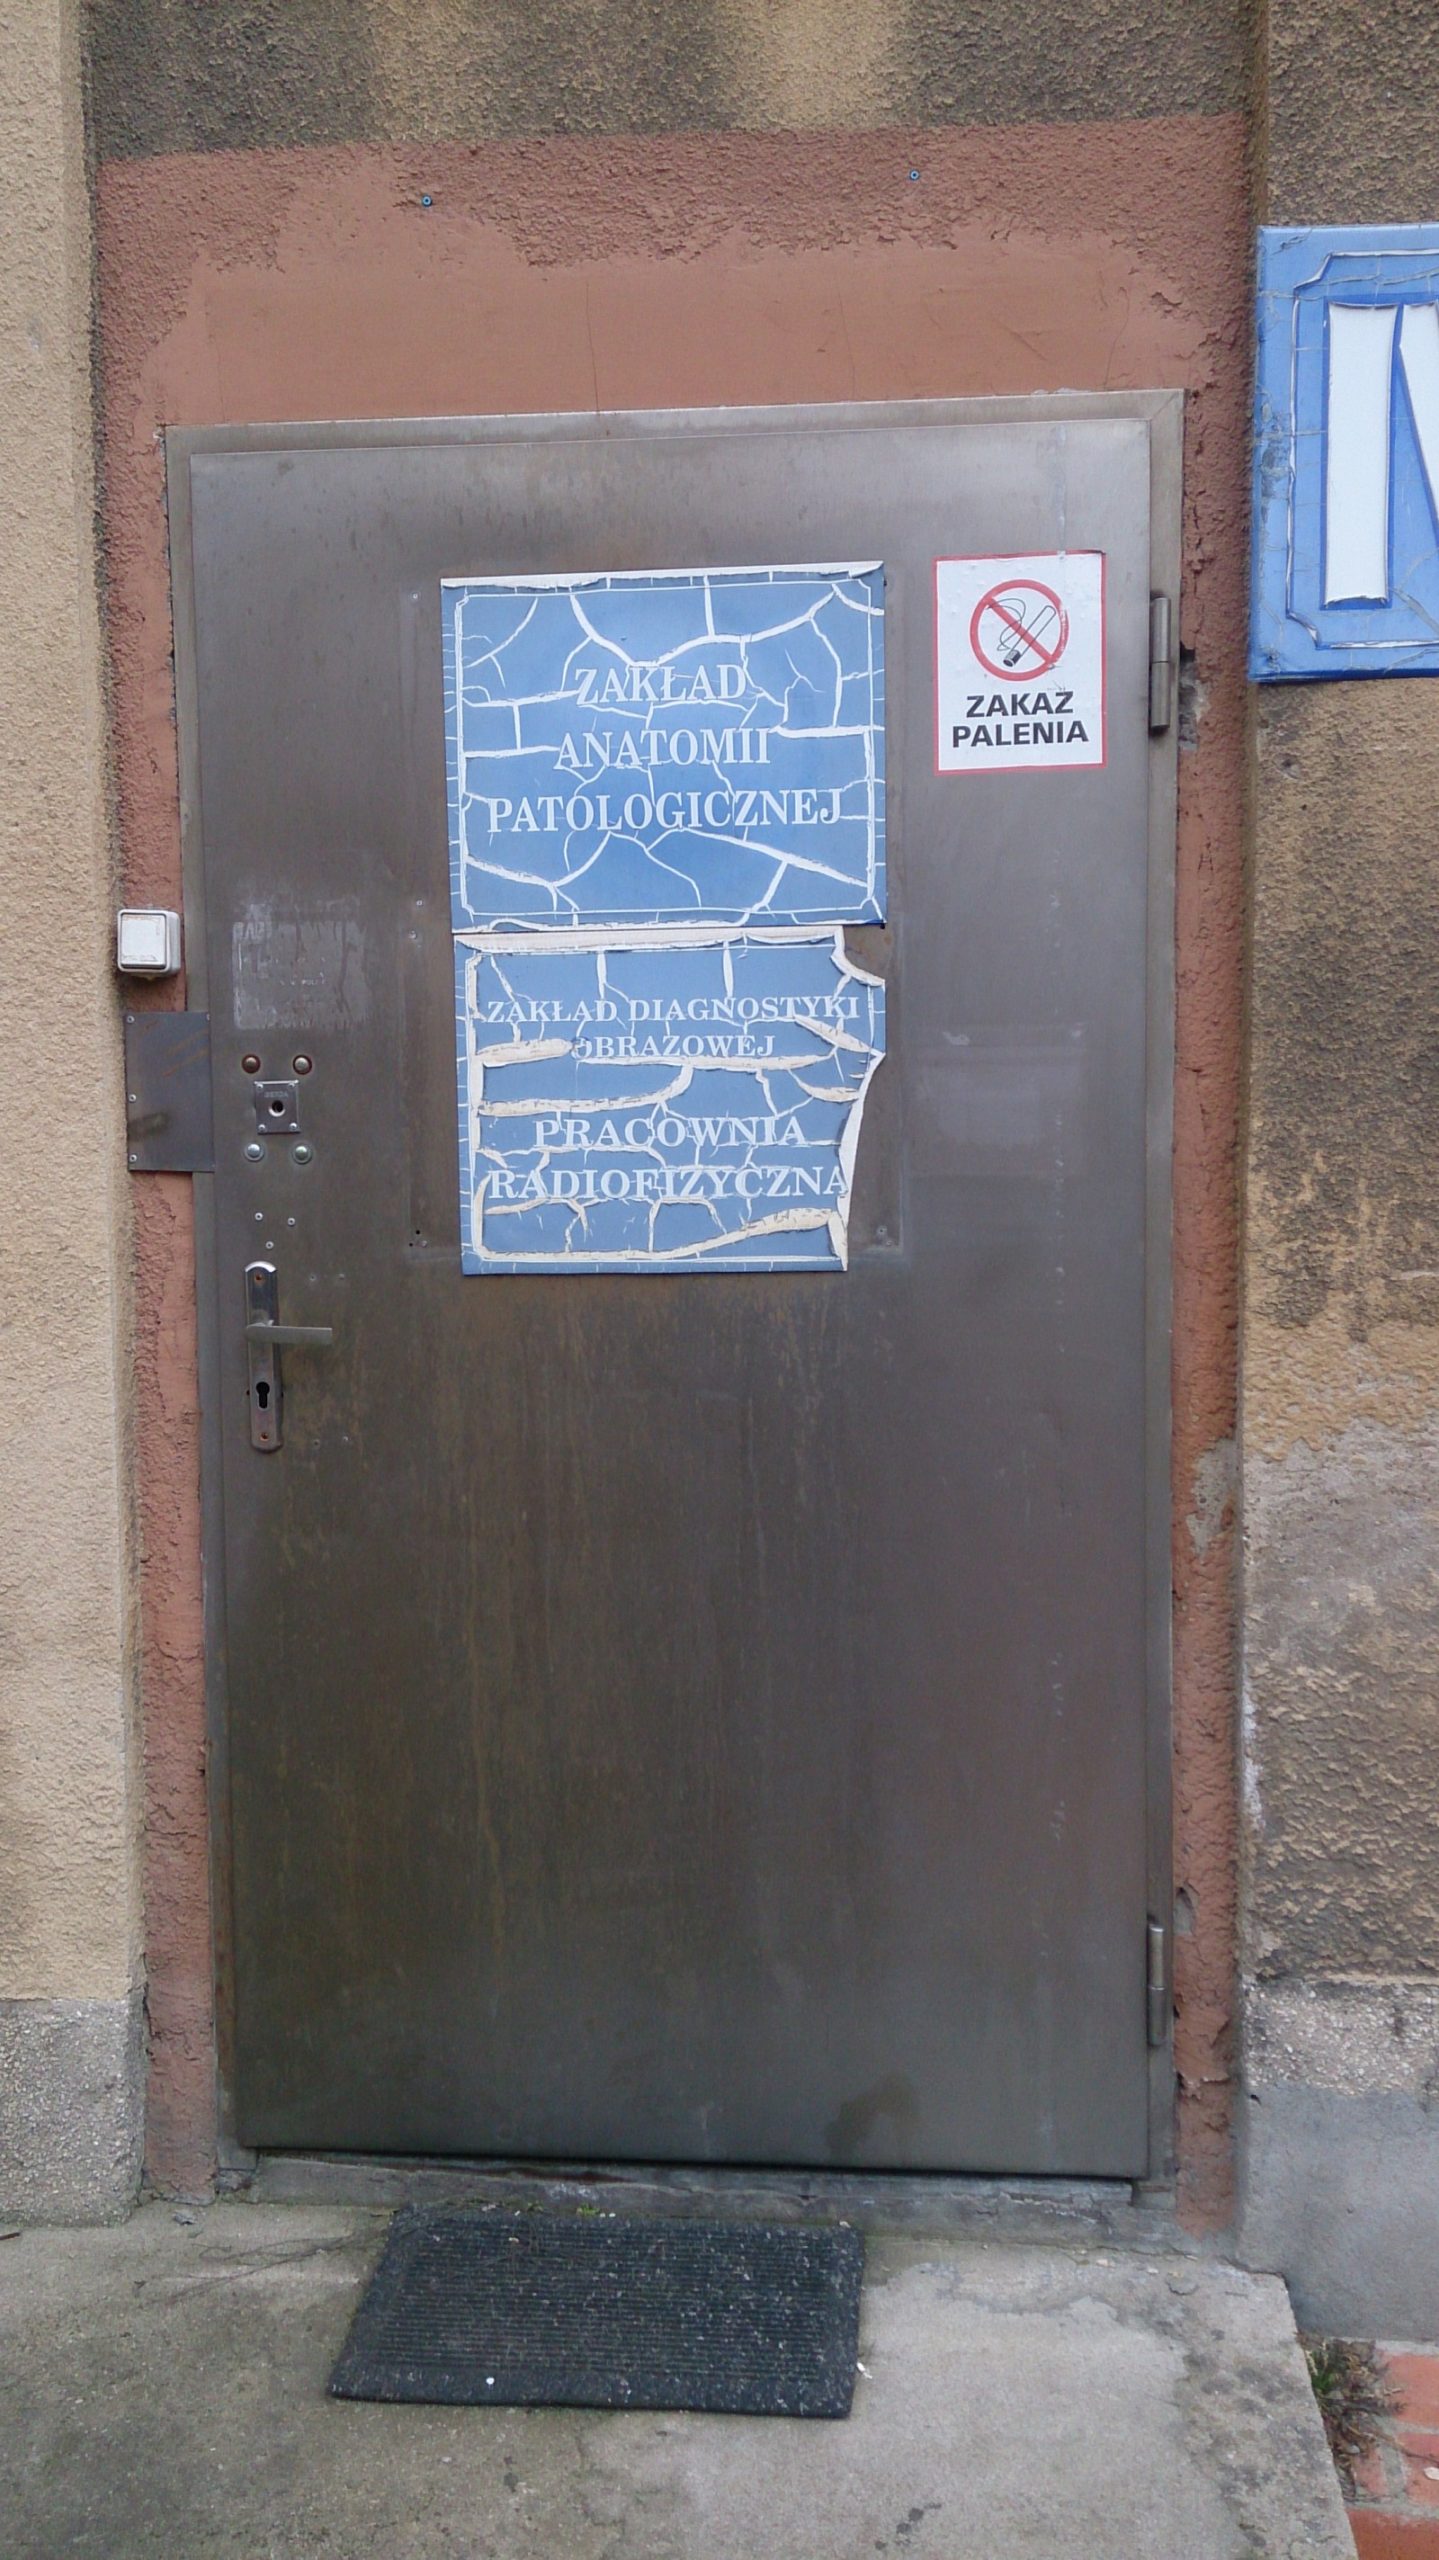 ZAKŁAD
ANATOMII
PATOLOGICZNEJ
ZAKAZ
PALENIA
ZAKŁAD DIAGNOSTYKI
OBRAZOWEJ
PRACOWNIA
RADIOFIZYCZNA